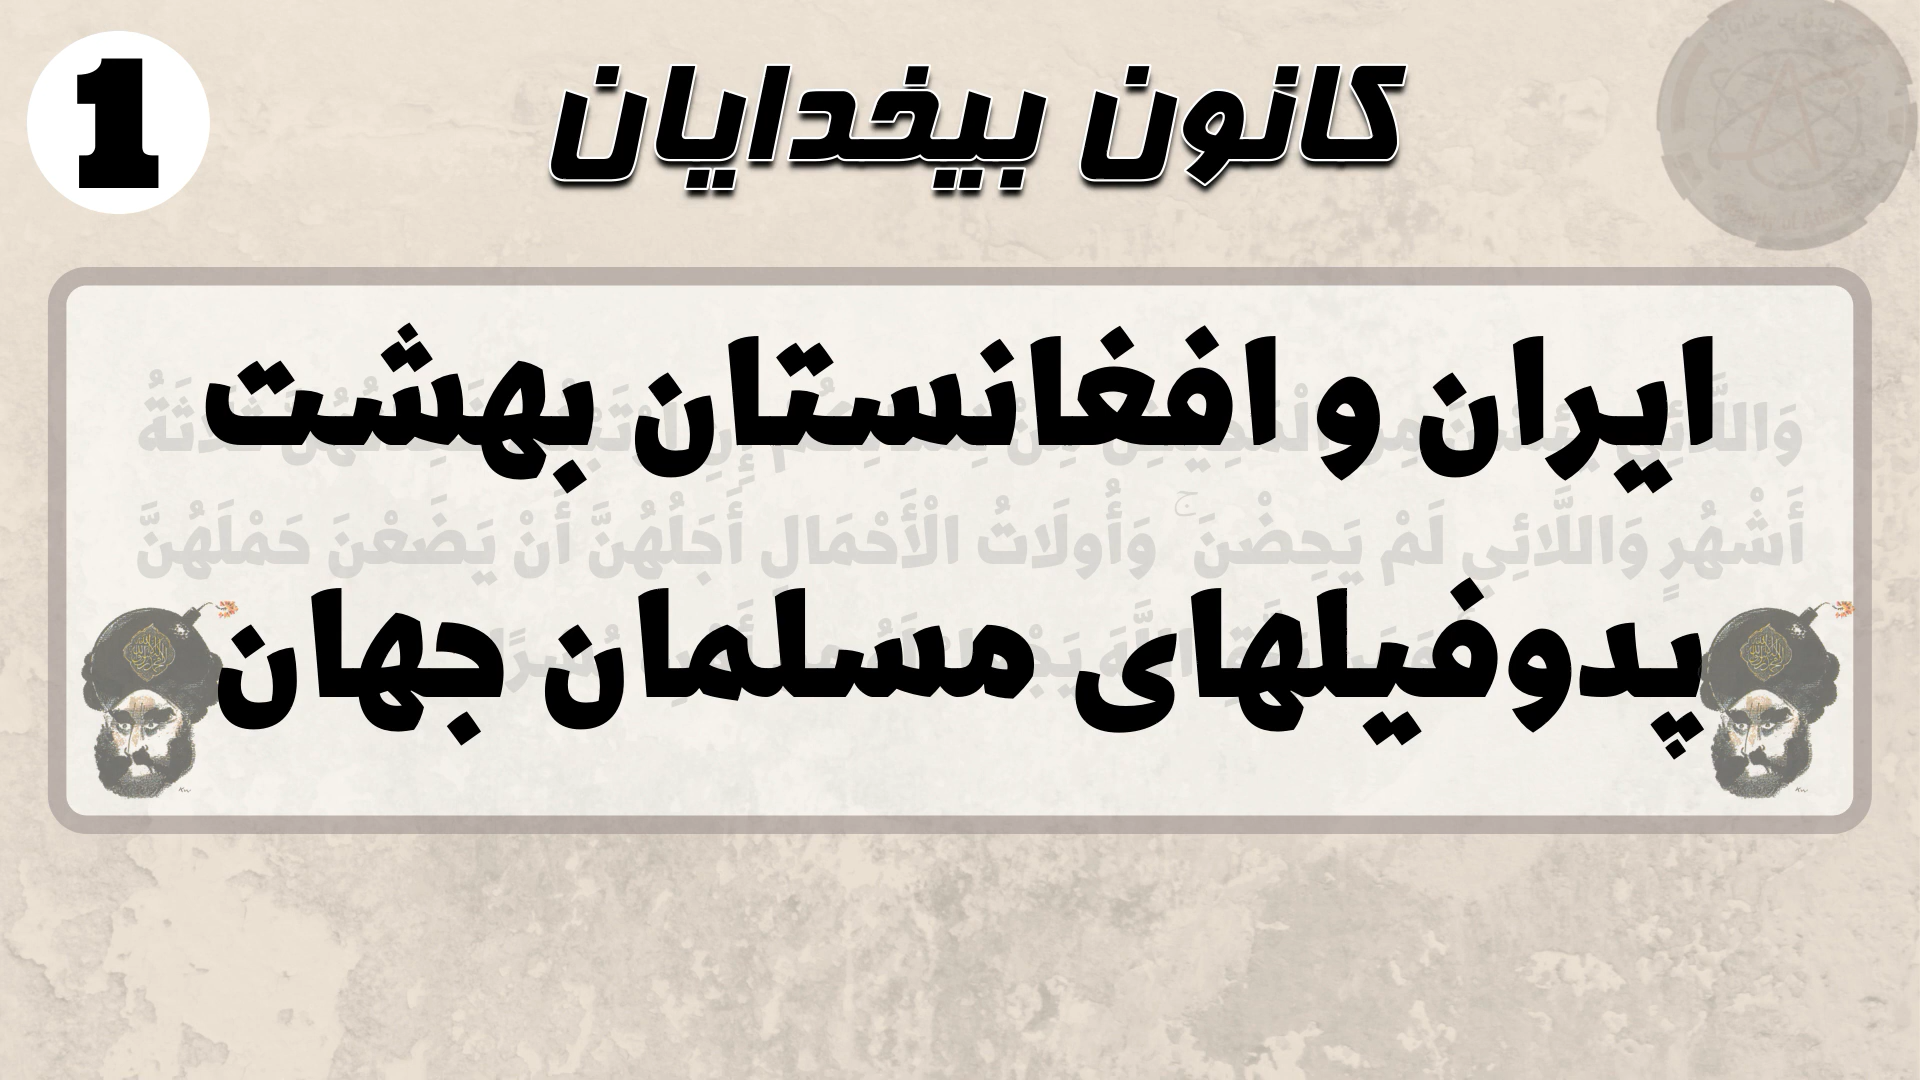 1
کانون بیخدایان
ایران و افغانستان بهشت
پدوفیلهای مسلمان جهان
أَشْهُرٍ وَاللَّائِي لَمْ يَحِضْنَ ۚ وَأُولَاتُ الْأَحْمَالِ أَجَلُهُنَّ أَنْ يَضَعْنَ حَمْلَهُنَّ